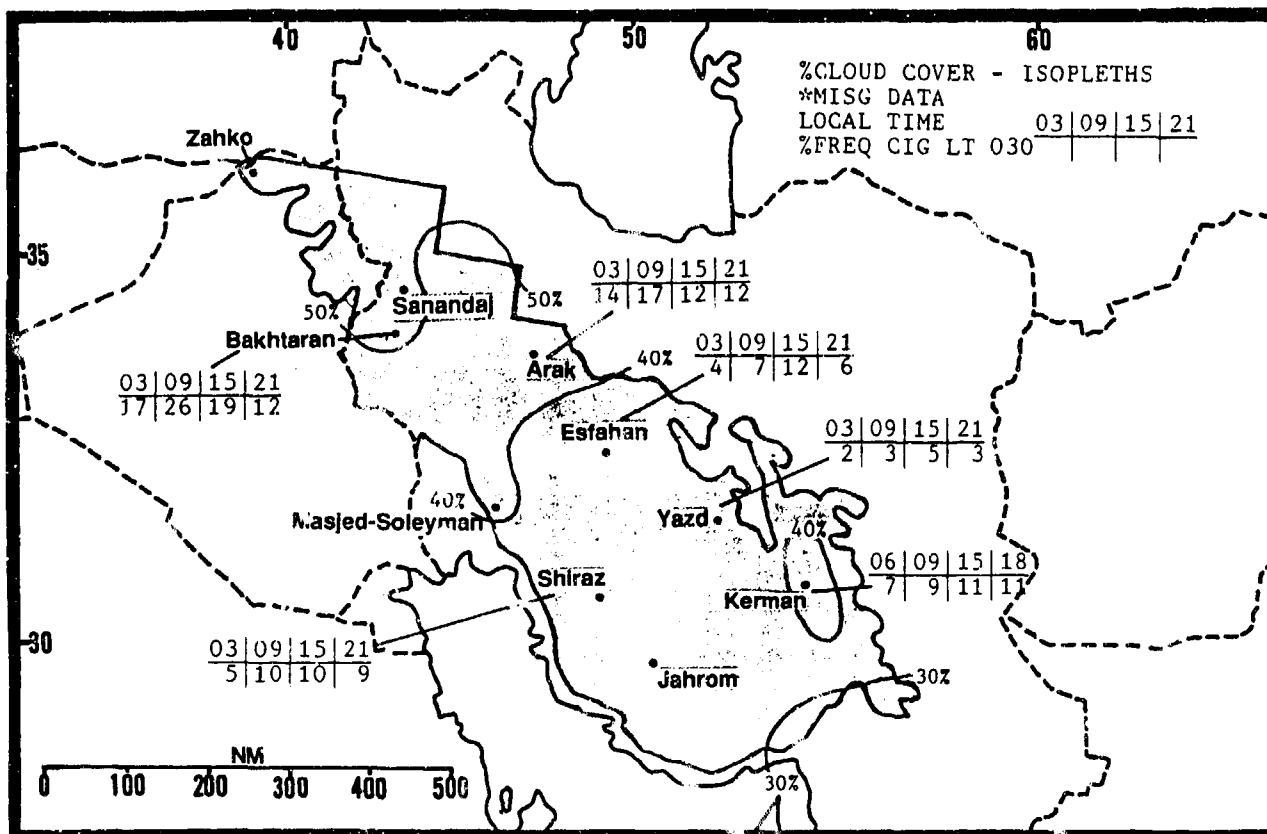 40 50 60
%CLOUD COVER - ISOPLETHS
*MISG DATA
LOCAL TIME 03|09|15|21
%FREQ CIG LT 030
Zahko
35
03|09|15|21
14|17|12|12
50%
Sanandaj
50%
Bakhtaran
03|09|15|21
4|7|12|6
40%
Arak
03|09|15|21
17|26|19|12
Esfahan
03|09|15|21
2|3|5|3
40%
Masjed-Soleyman
Yazd
40%
06|09|15|18
7|9|11|11
Shiraz
Kerman
30
03|09|15|21
5|10|10|9
Jahrom
30%
NM
0 100 200 300 400 500
30%